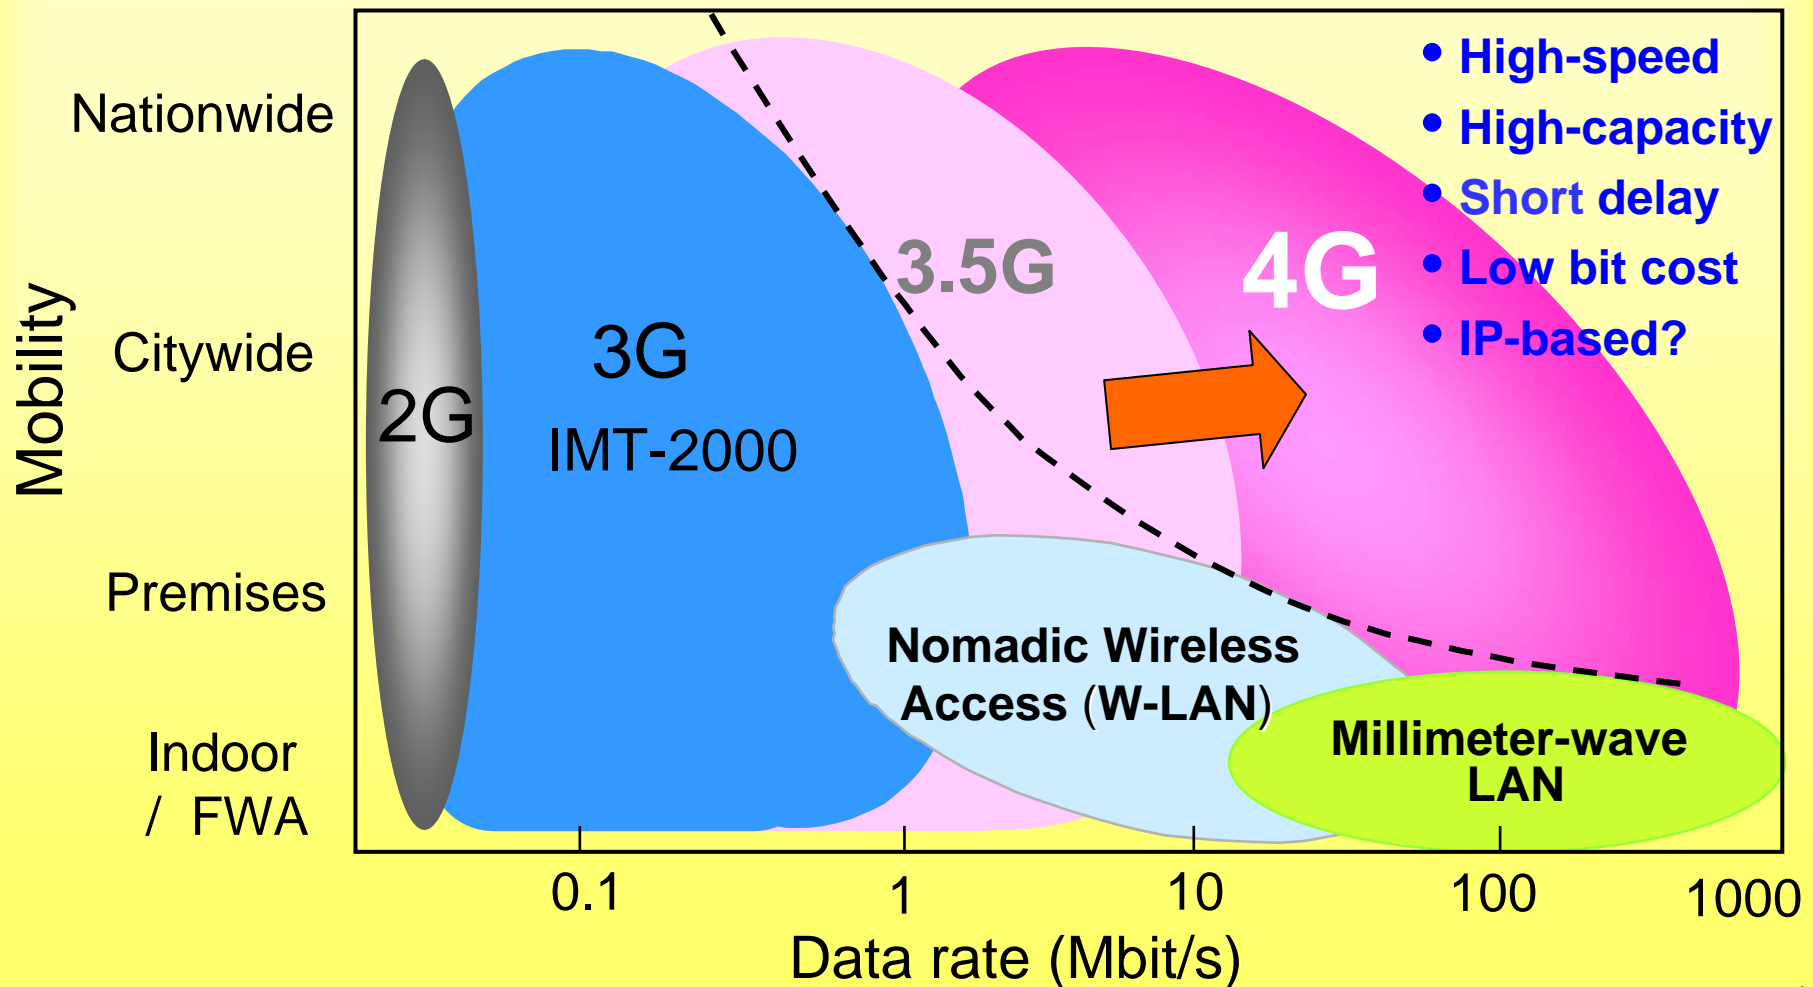 • High-speed
• High-capacity
• Short delay
• Low bit cost
• IP-based?
Mobility
Nationwide
Citywide
Premises
Indoor
/ FWA
2G
3G
IMT-2000
3.5G
4G
Nomadic Wireless
Access (W-LAN)
Millimeter-wave
LAN
0.1
1
10
100
1000
Data rate (Mbit/s)